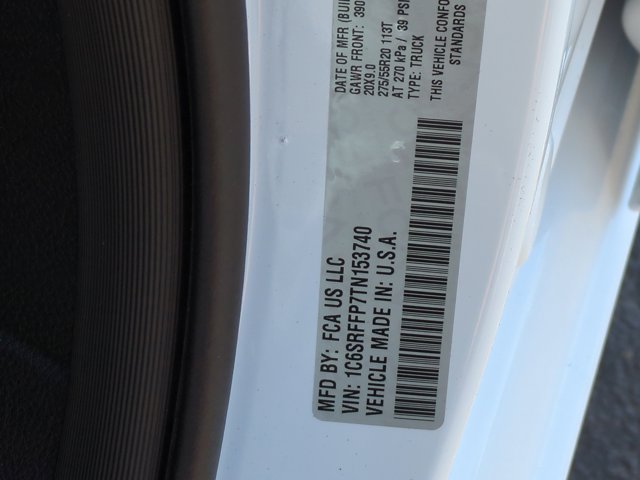 MFD BY: FCA US LLC
VIN: 1C6SRFFP7TN153740
VEHICLE MADE IN: U.S.A.
DATE OF MFR (BUI
GAWR FRONT: 390
20X9.0
275/55R20 113T
AT 270 kPa / 39 PS
TYPE: TRUCK
THIS VEHICLE CONFO
STANDARDS